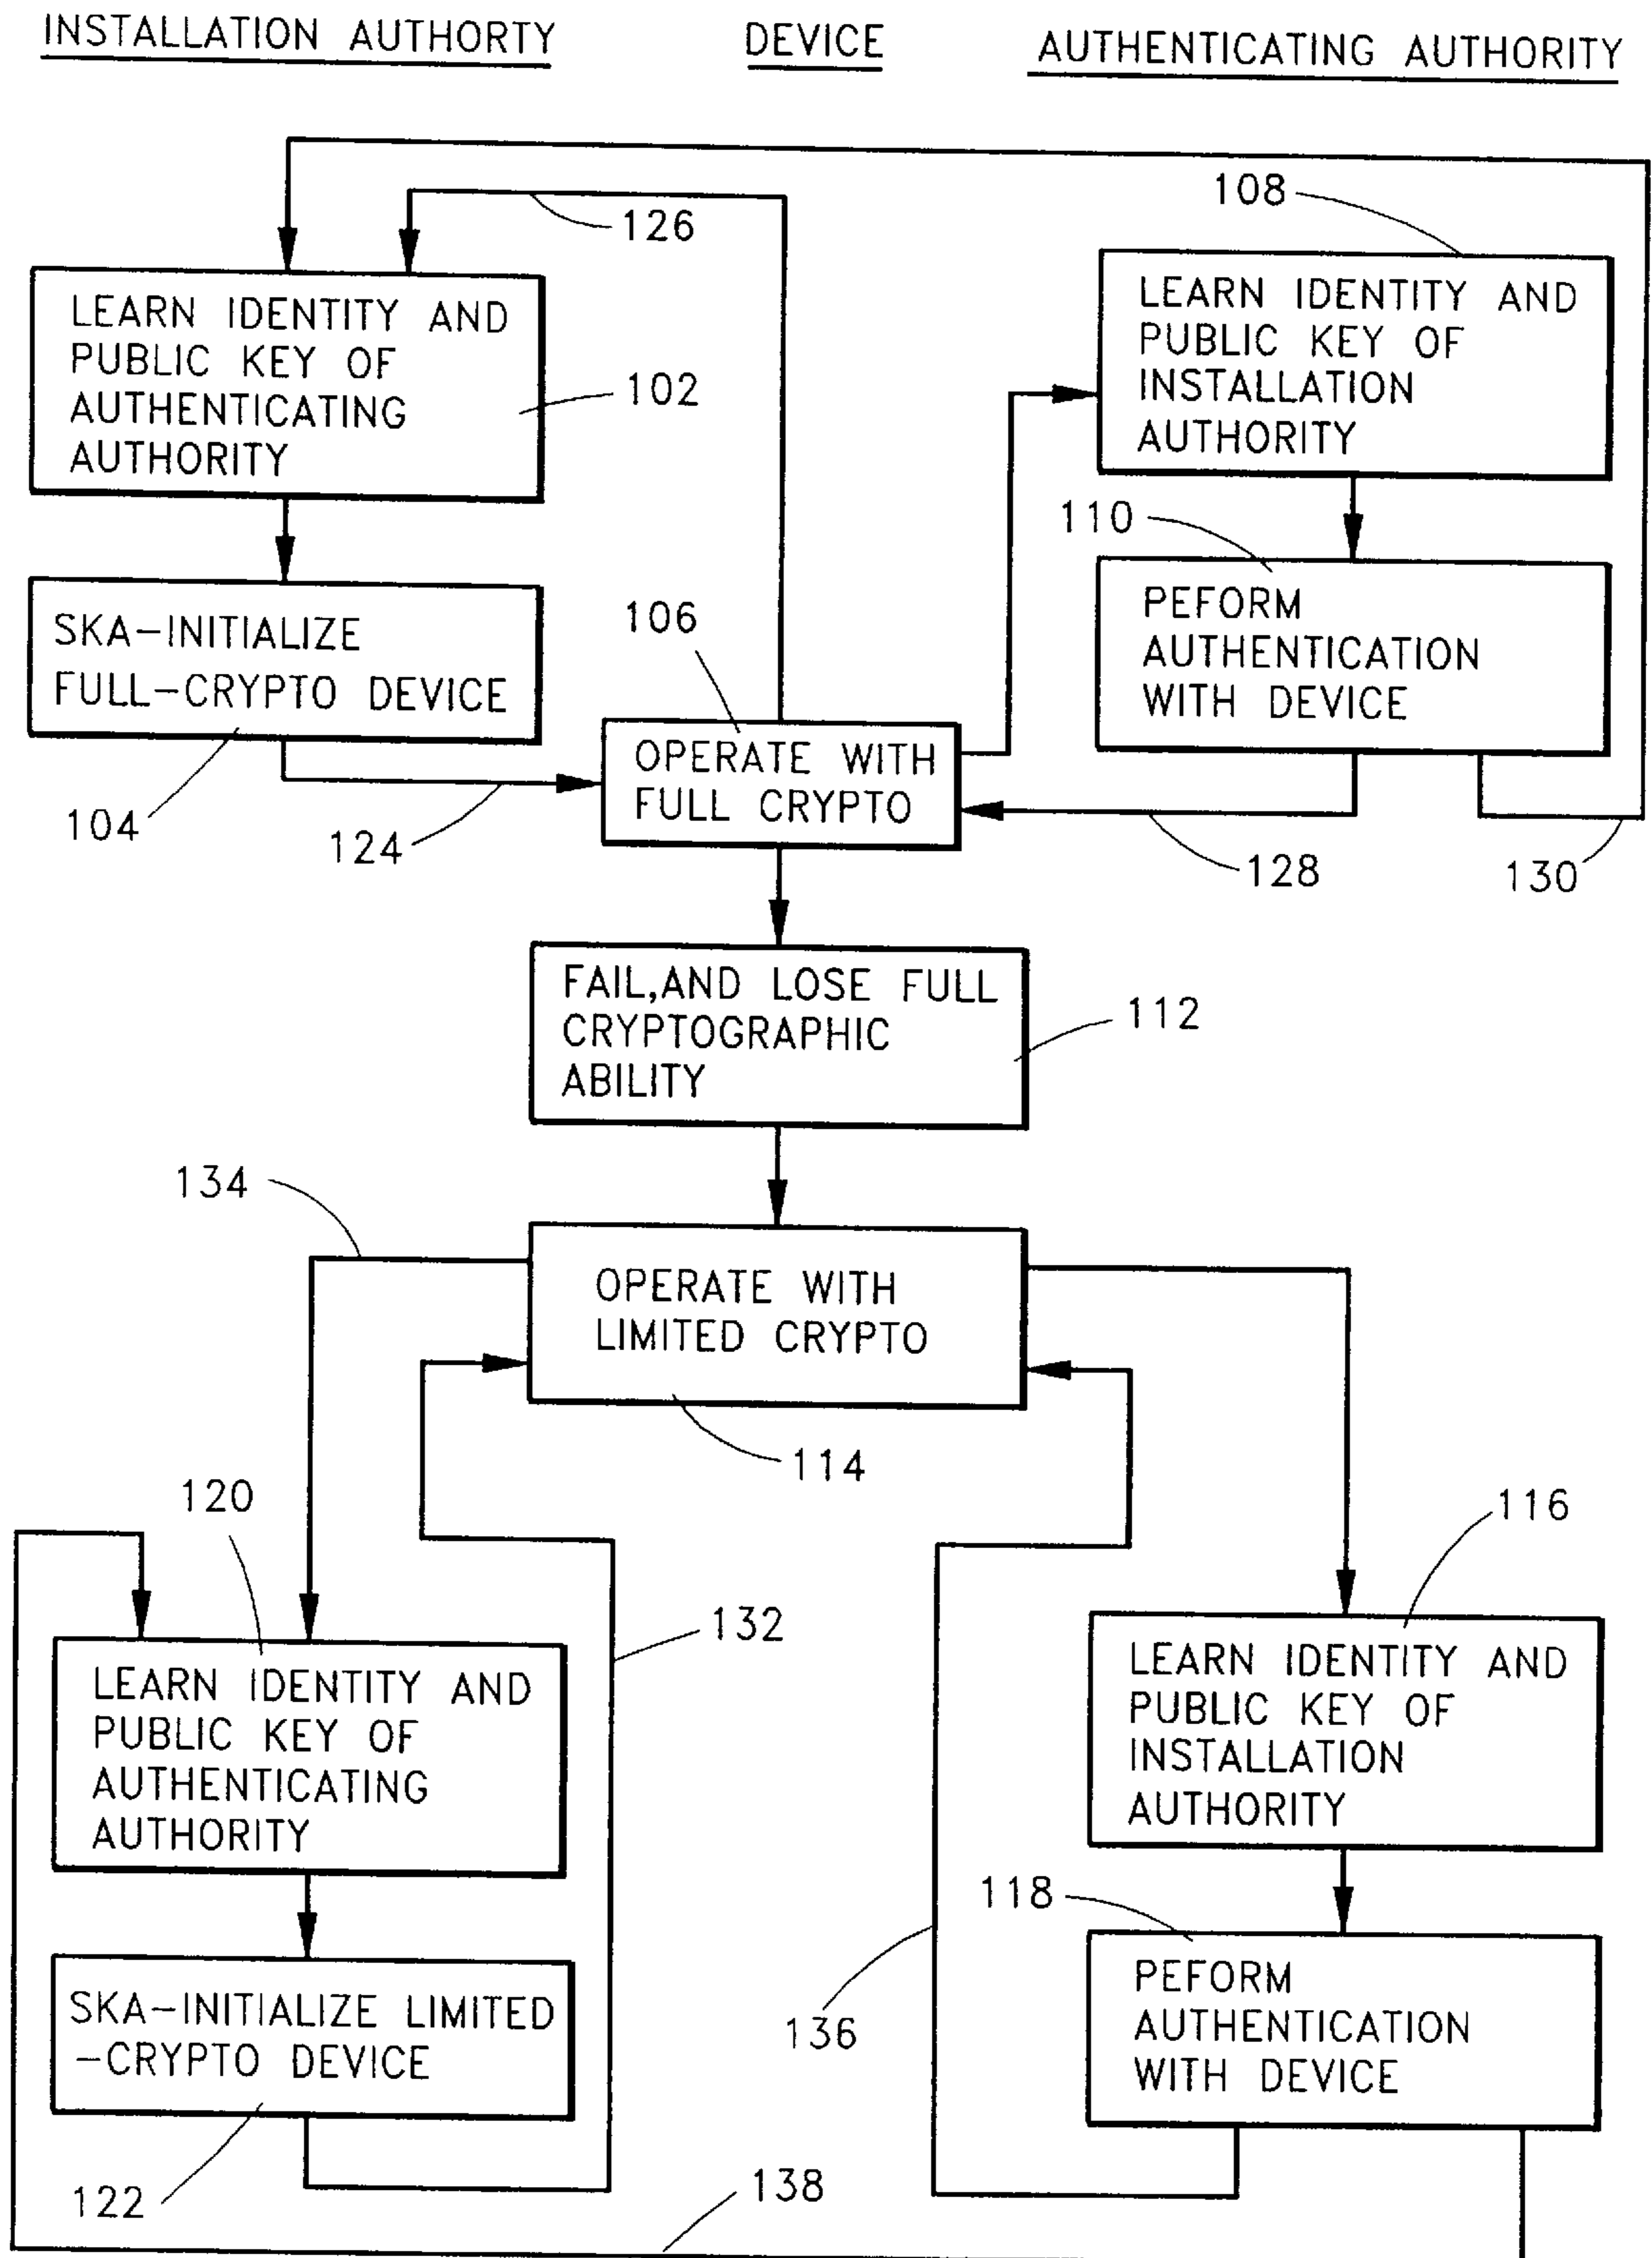 INSTALLATION AUTHORTY
DEVICE
AUTHENTICATING AUTHORITY
108
126
LEARN IDENTITY AND
PUBLIC KEY OF
AUTHENTICATING
AUTHORITY
102
LEARN IDENTITY AND
PUBLIC KEY OF
INSTALLATION
AUTHORITY
110
SKA-INITIALIZE
FULL-CRYPTO DEVICE
104
124
106
OPERATE WITH
FULL CRYPTO
PEFORM
AUTHENTICATION
WITH DEVICE
128
130
FAIL,AND LOSE FULL
CRYPTOGRAPHIC
ABILITY
112
134
OPERATE WITH
LIMITED CRYPTO
114
120
116
132
LEARN IDENTITY AND
PUBLIC KEY OF
AUTHENTICATING
AUTHORITY
LEARN IDENTITY AND
PUBLIC KEY OF
INSTALLATION
AUTHORITY
118
SKA-INITIALIZE LIMITED
-CRYPTO DEVICE
122
136
PEFORM
AUTHENTICATION
WITH DEVICE
138